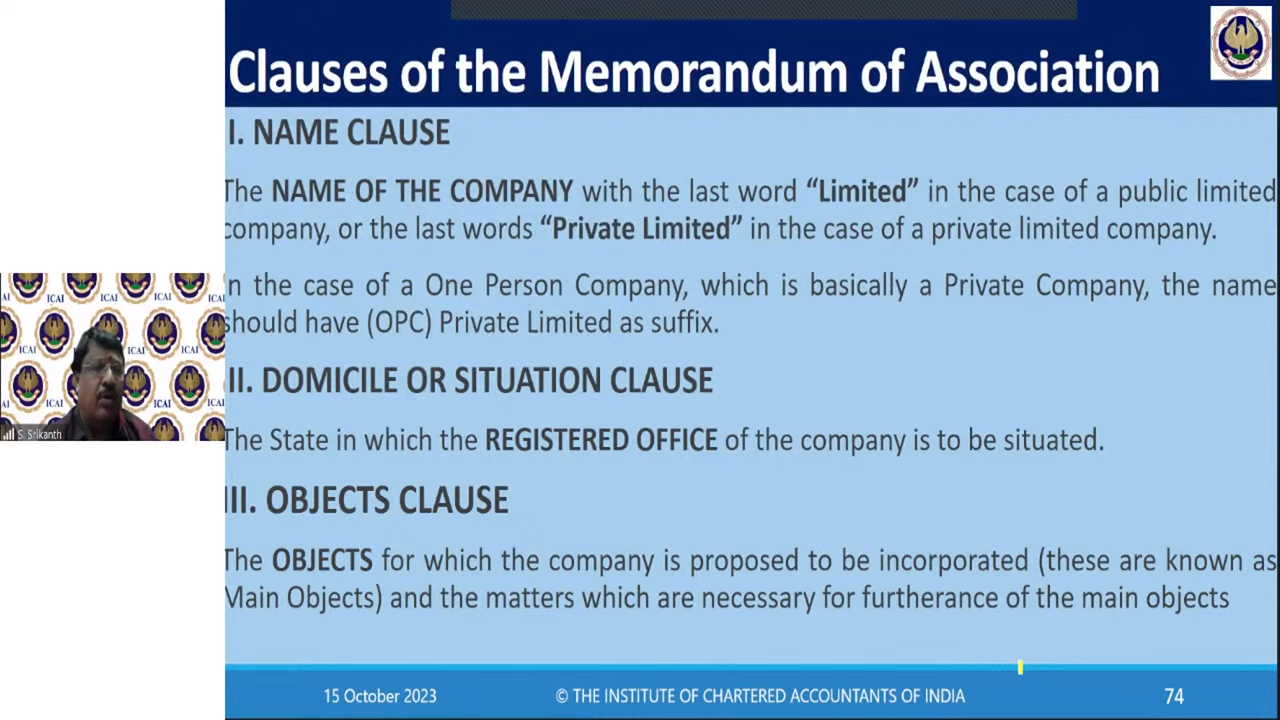 Clauses of the Memorandum of Association
I. NAME CLAUSE
The NAME OF THE COMPANY with the last word “Limited” in the case of a public limited
company, or the last words “Private Limited” in the case of a private limited company.
In the case of a One Person Company, which is basically a Private Company, the name
should have (OPC) Private Limited as suffix.
II. DOMICILE OR SITUATION CLAUSE
The State in which the REGISTERED OFFICE of the company is to be situated.
III. OBJECTS CLAUSE
The OBJECTS for which the company is proposed to be incorporated (these are known as
Main Objects) and the matters which are necessary for furtherance of the main objects
ICAI
ICAI
ICAI
ICAI
ICAI
S. Srikanth
15 October 2023
© THE INSTITUTE OF CHARTERED ACCOUNTANTS OF INDIA
74